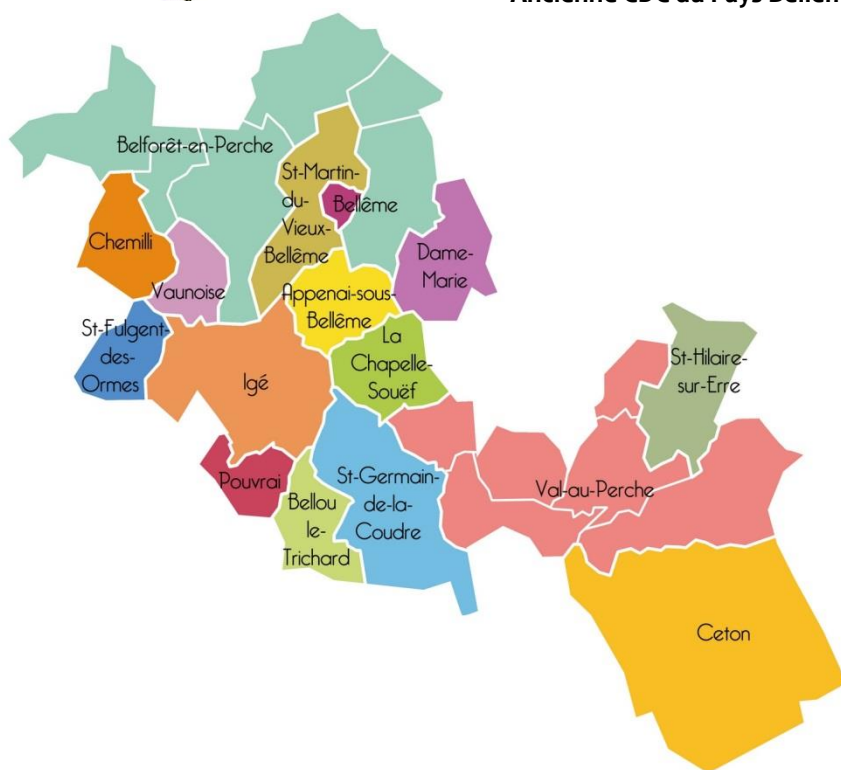 Belforêt-en-Perche
St-Martin-
du-
Vieux-
Bellême
Bellême
Chemilli
Vaunoise
Dame-
Marie
Appenai-sous-
Bellême
St-Fulgent-
des-
Ormes
La
Chapelle-
Souëf
Igé
St-Hilaire-
sur-Erre
Pouvrai
Bellou
le-
Trichard
St-Germain-
de-la-
Coudre
Val-au-Perche
Ceton